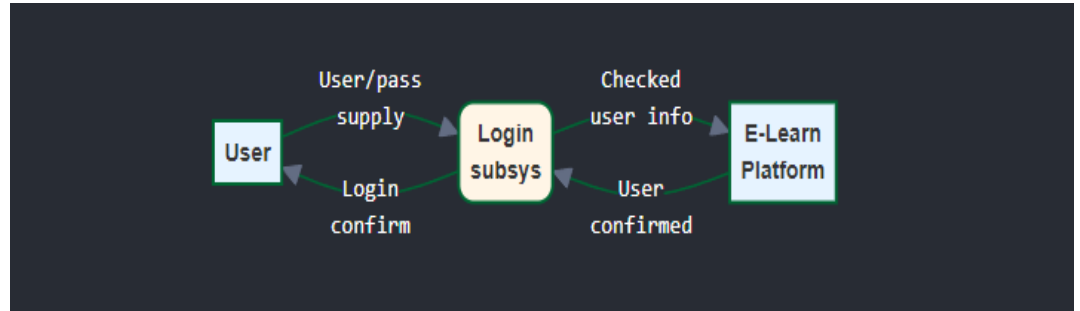 User/pass
supply
Checked
user info
User
Login
subsys
E-Learn
Platform
Login
confirm
User
confirmed